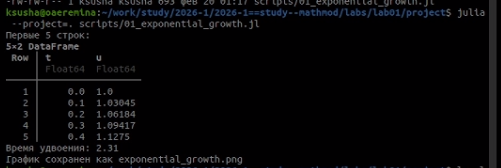 -rw-rw-r-- 1 ksusha ksusha 693 фев 20 01:17 scripts/01_exponential_growth.jl
ksusha@oaeremina:~/work/study/2026-1/2026-1==study--mathmod/labs/lab01/project$ julia
--project=. scripts/01_exponential_growth.jl
Первые 5 строк:
5×2 DataFrame
Row │ t u
│ Float64 Float64
1 │ 0.0 1.0
2 │ 0.1 1.03045
3 │ 0.2 1.06184
4 │ 0.3 1.09417
5 │ 0.4 1.1275
Время удвоения: 2.31
График сохранен как exponential_growth.png